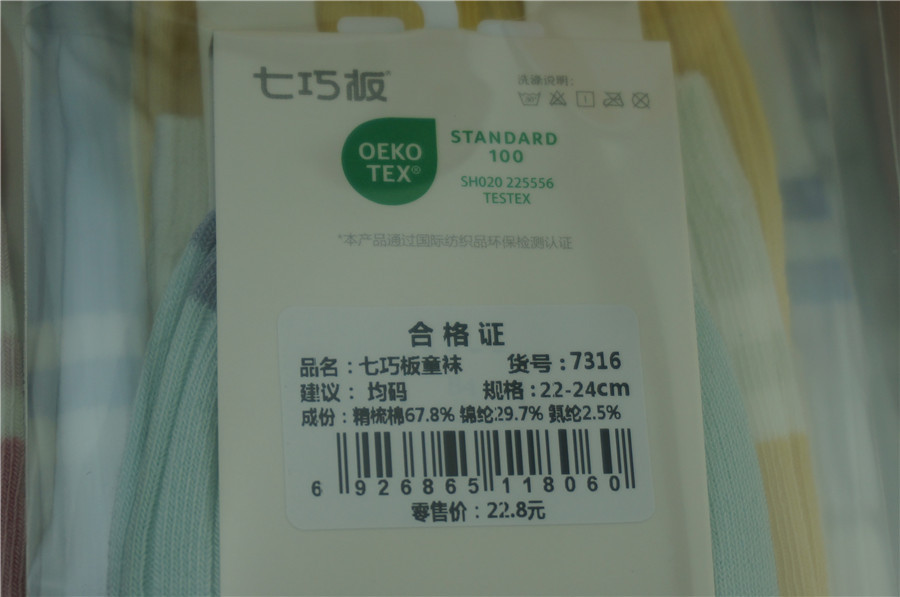 七巧板
洗涤说明:
OEKO
TEX®
STANDARD
100
SH020 225556
TESTEX
*本产品通过国际纺织品环保检测认证
合格证
品名：七巧板童袜 货号：7316
建议：均码 规格：22-24cm
成份：精梳棉67.8% 锦纶29.7% 氨纶2.5%
6 926865 118060
零售价：22.8元